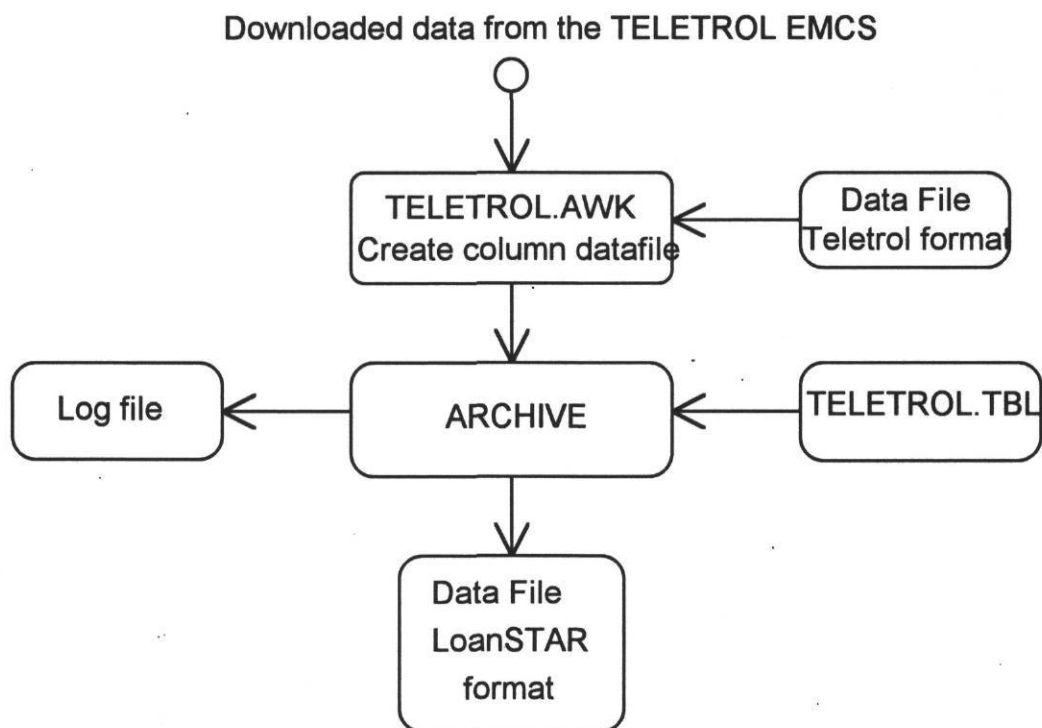 Downloaded data from the TELETROL EMCS
TELETROL.AWK
Create column datafile
Data File
Teletrol format
Log file
ARCHIVE
TELETROL.TBL
Data File
LoanSTAR
format